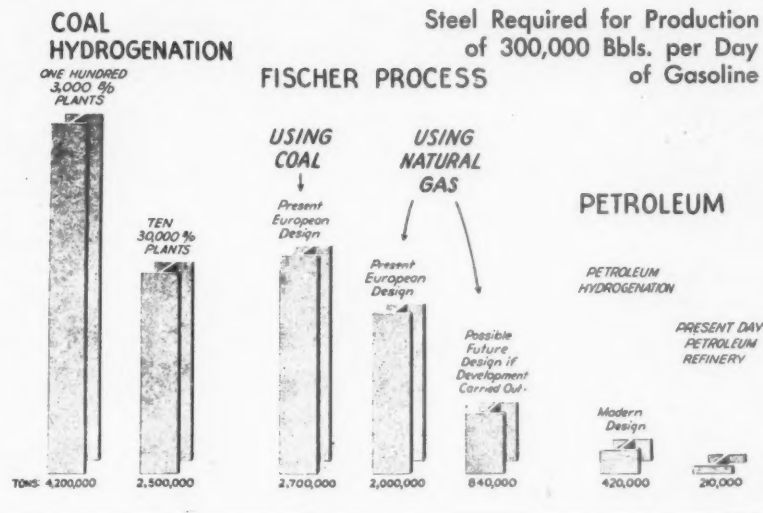 COAL
HYDROGENATION
ONE HUNDRED
3,000 B/D
PLANTS
TEN
30,000 B/D
PLANTS
Steel Required for Production
of 300,000 Bbls. per Day
of Gasoline
FISCHER PROCESS
USING
COAL
Present
European
Design
USING
NATURAL
GAS
Present
European
Design
Possible
Future
Design if
Development
Carried Out-
PETROLEUM
PETROLEUM
HYDROGENATION
Modern
Design
PRESENT DAY
PETROLEUM
REFINERY
TONS: 4,200,000 2,500,000 2,700,000 2,000,000 840,000 420,000 210,000